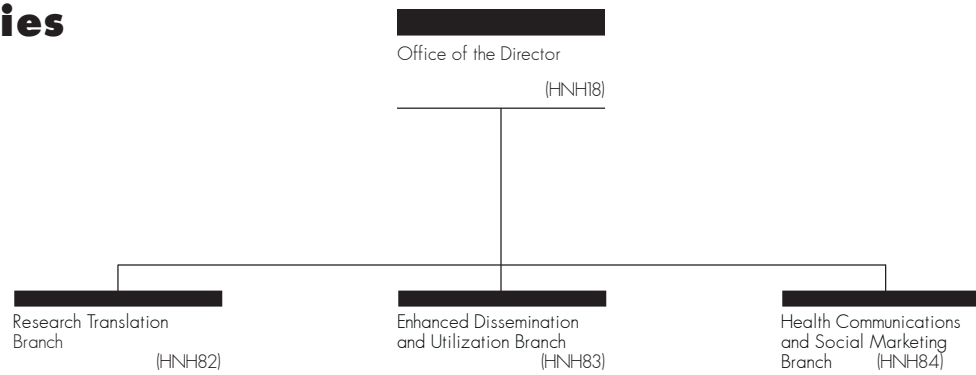 ies
Office of the Director
(HNH18)
Research Translation
Branch
(HNH82)
Enhanced Dissemination
and Utilization Branch
(HNH83)
Health Communications
and Social Marketing
Branch (HNH84)